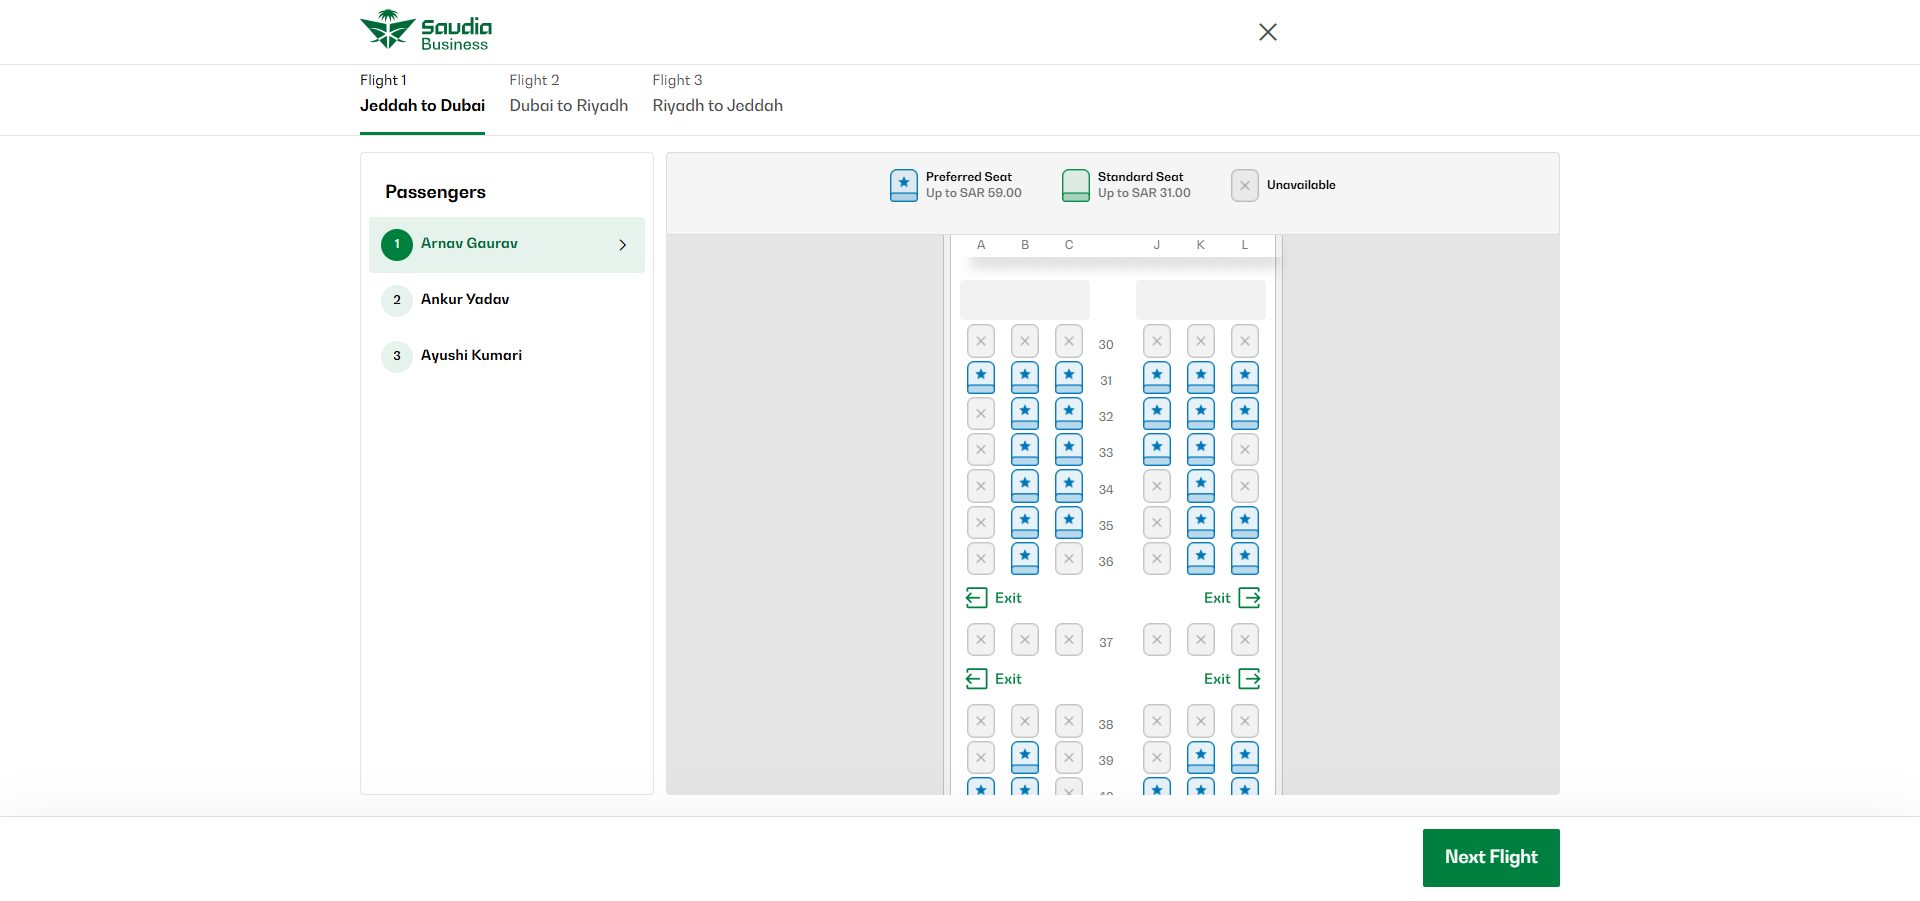 Saudia
Business
Flight 1
Jeddah to Dubai
Flight 2
Dubai to Riyadh
Flight 3
Riyadh to Jeddah
Passengers
1 Arnav Gaurav
2 Ankur Yadav
3 Ayushi Kumari
Preferred Seat
Up to SAR 59.00
Standard Seat
Up to SAR 31.00
Unavailable
A B C J K L
30
31
32
33
34
35
36
Exit Exit
37
Exit Exit
38
39
Next Flight